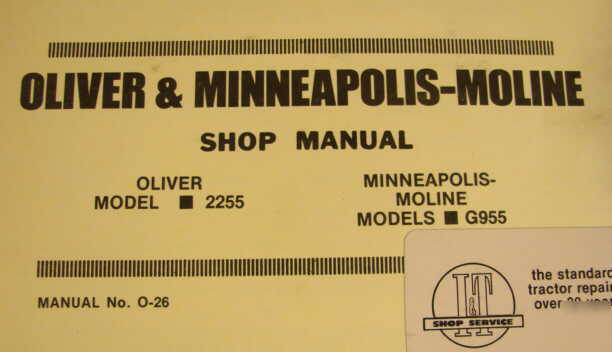 OLIVER & MINNEAPOLIS-MOLINE
SHOP MANUAL
OLIVER
MODEL ■ 2255
MINNEAPOLIS-
MOLINE
MODELS ■ G955
MANUAL No. O-26
I&T
SHOP SERVICE
the standard
tractor repair
over